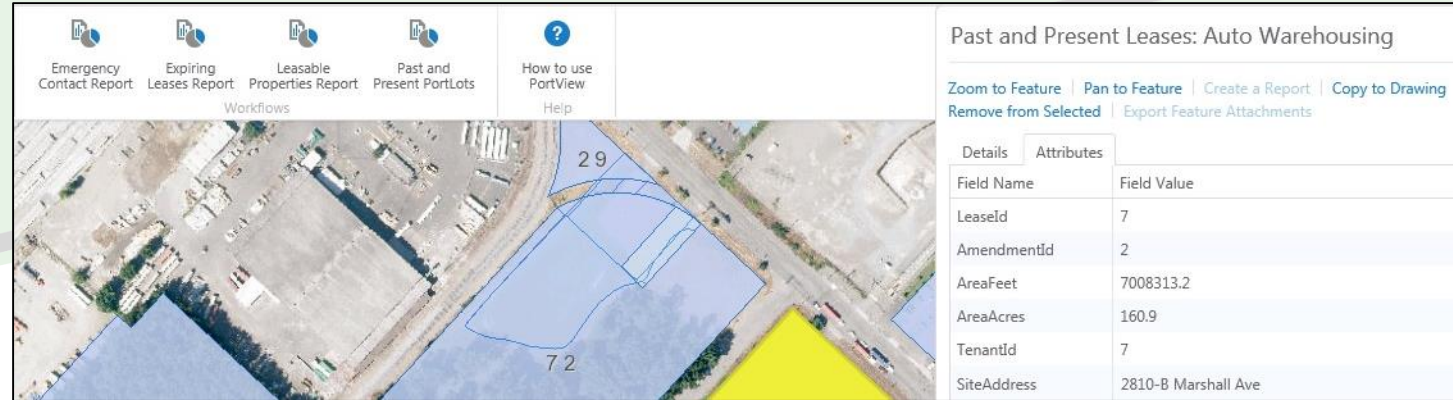 Emergency
Contact Report
Expiring
Leases Report
Leasable
Properties Report
Past and
Present PortLots
How to use
PortView
Workflows
Help
29
72
Past and Present Leases: Auto Warehousing
Zoom to Feature | Pan to Feature | Create a Report | Copy to Drawing
Remove from Selected | Export Feature Attachments
Details Attributes
Field Name Field Value
LeaseId 7
AmendmentId 2
AreaFeet 7008313.2
AreaAcres 160.9
TenantId 7
SiteAddress 2810-B Marshall Ave